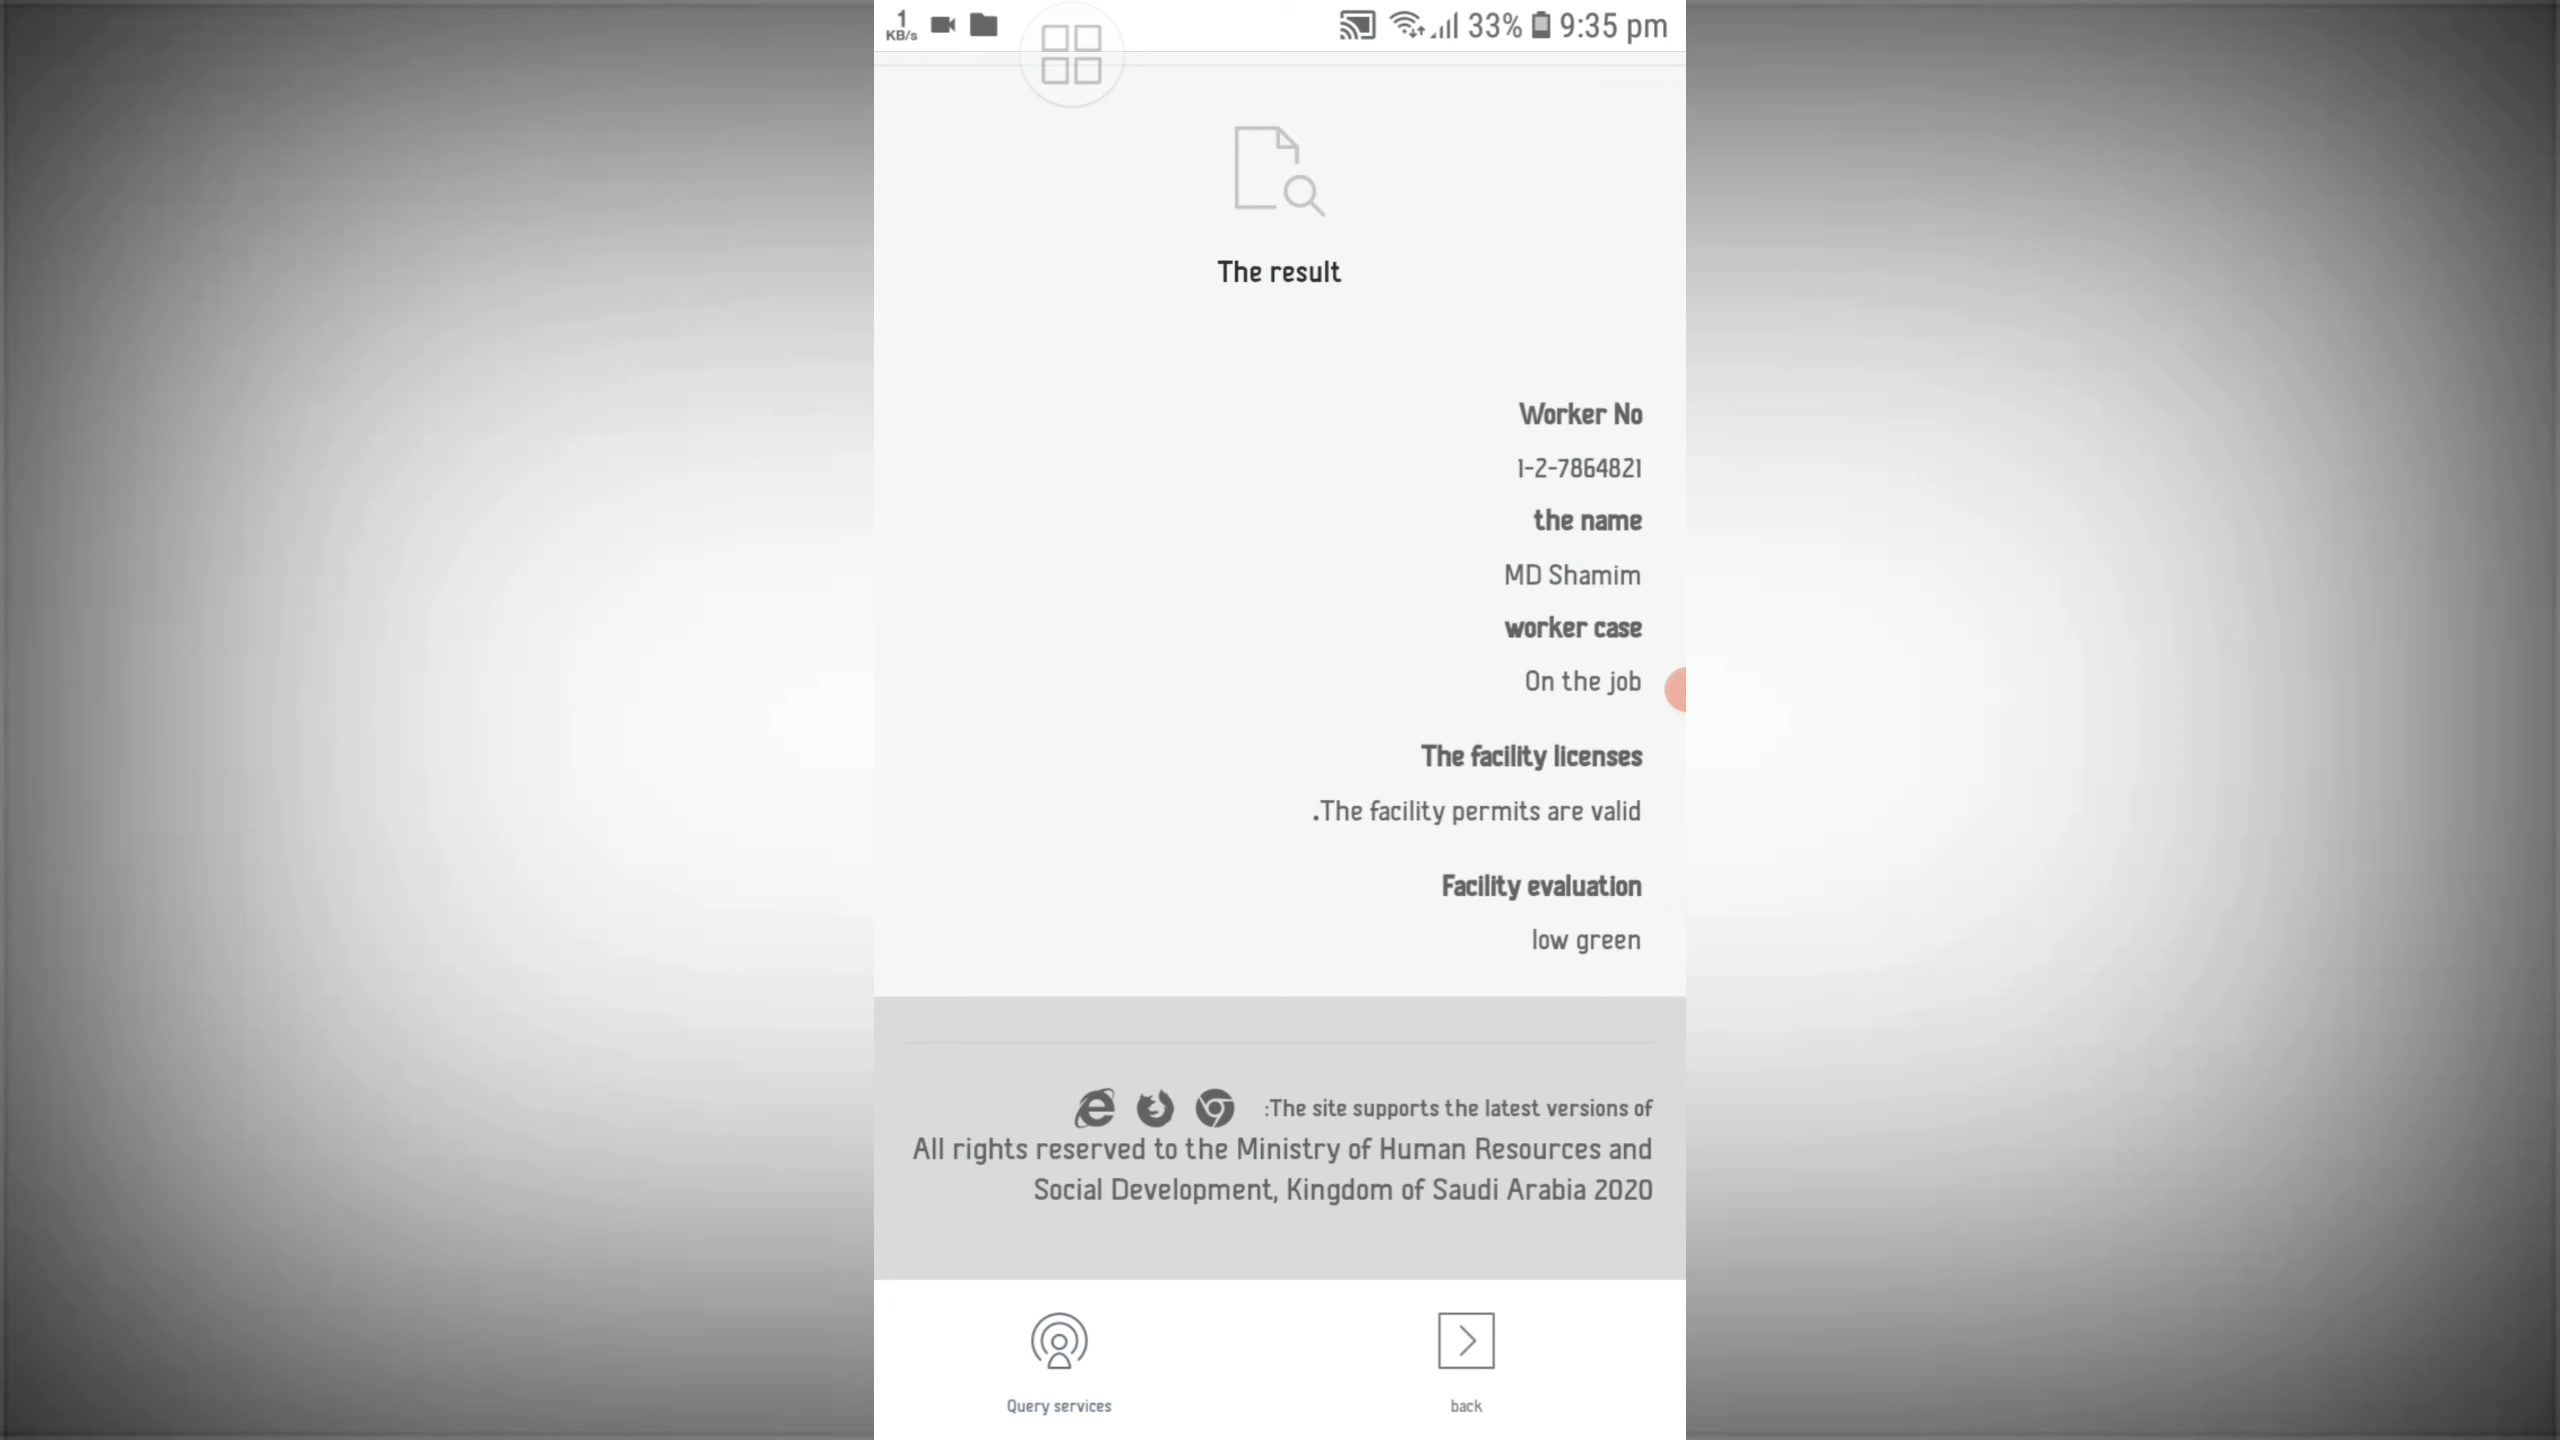 1
KB/s
33% 9:35 pm
The result
Worker No
1-2-7864821
the name
MD Shamim
worker case
On the job
The facility licenses
.The facility permits are valid
Facility evaluation
low green
:The site supports the latest versions of
All rights reserved to the Ministry of Human Resources and
Social Development, Kingdom of Saudi Arabia 2020
Query services
back